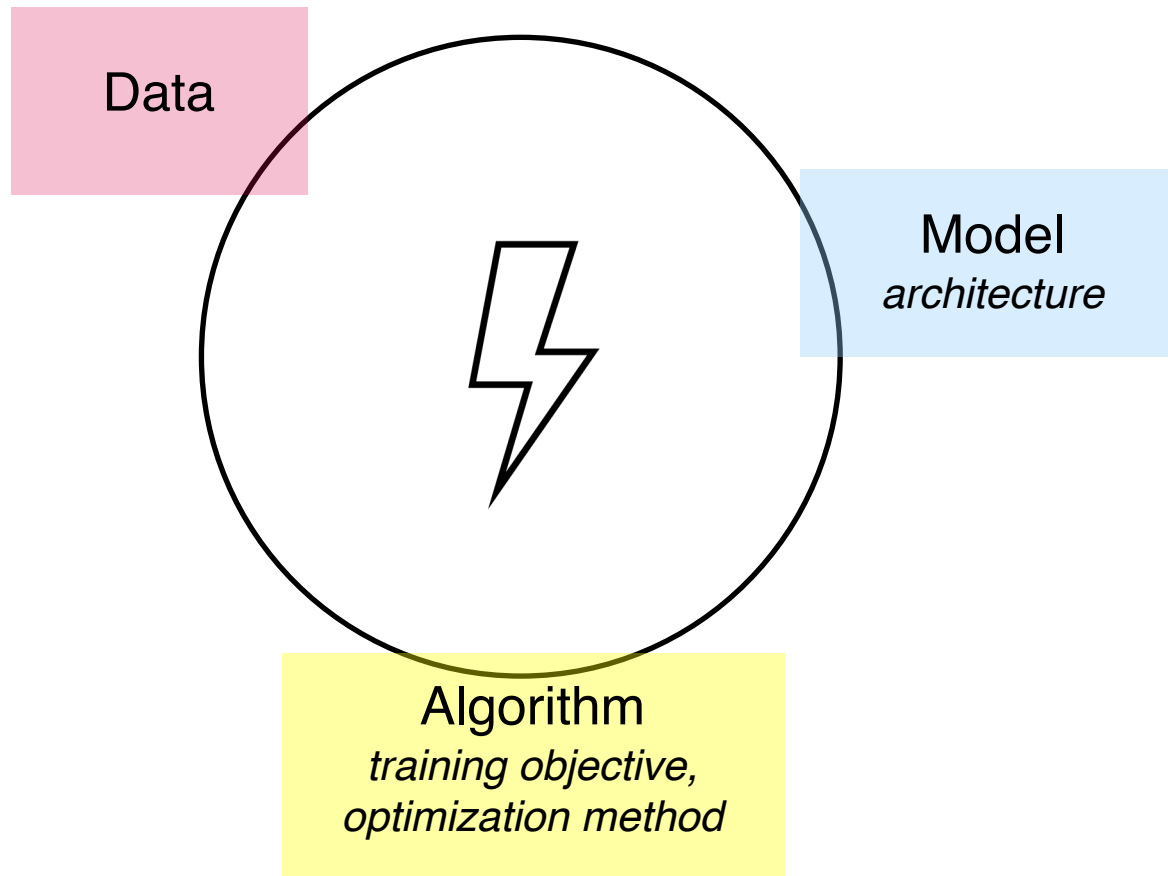 Data
Model
architecture
Algorithm
training objective,
optimization method